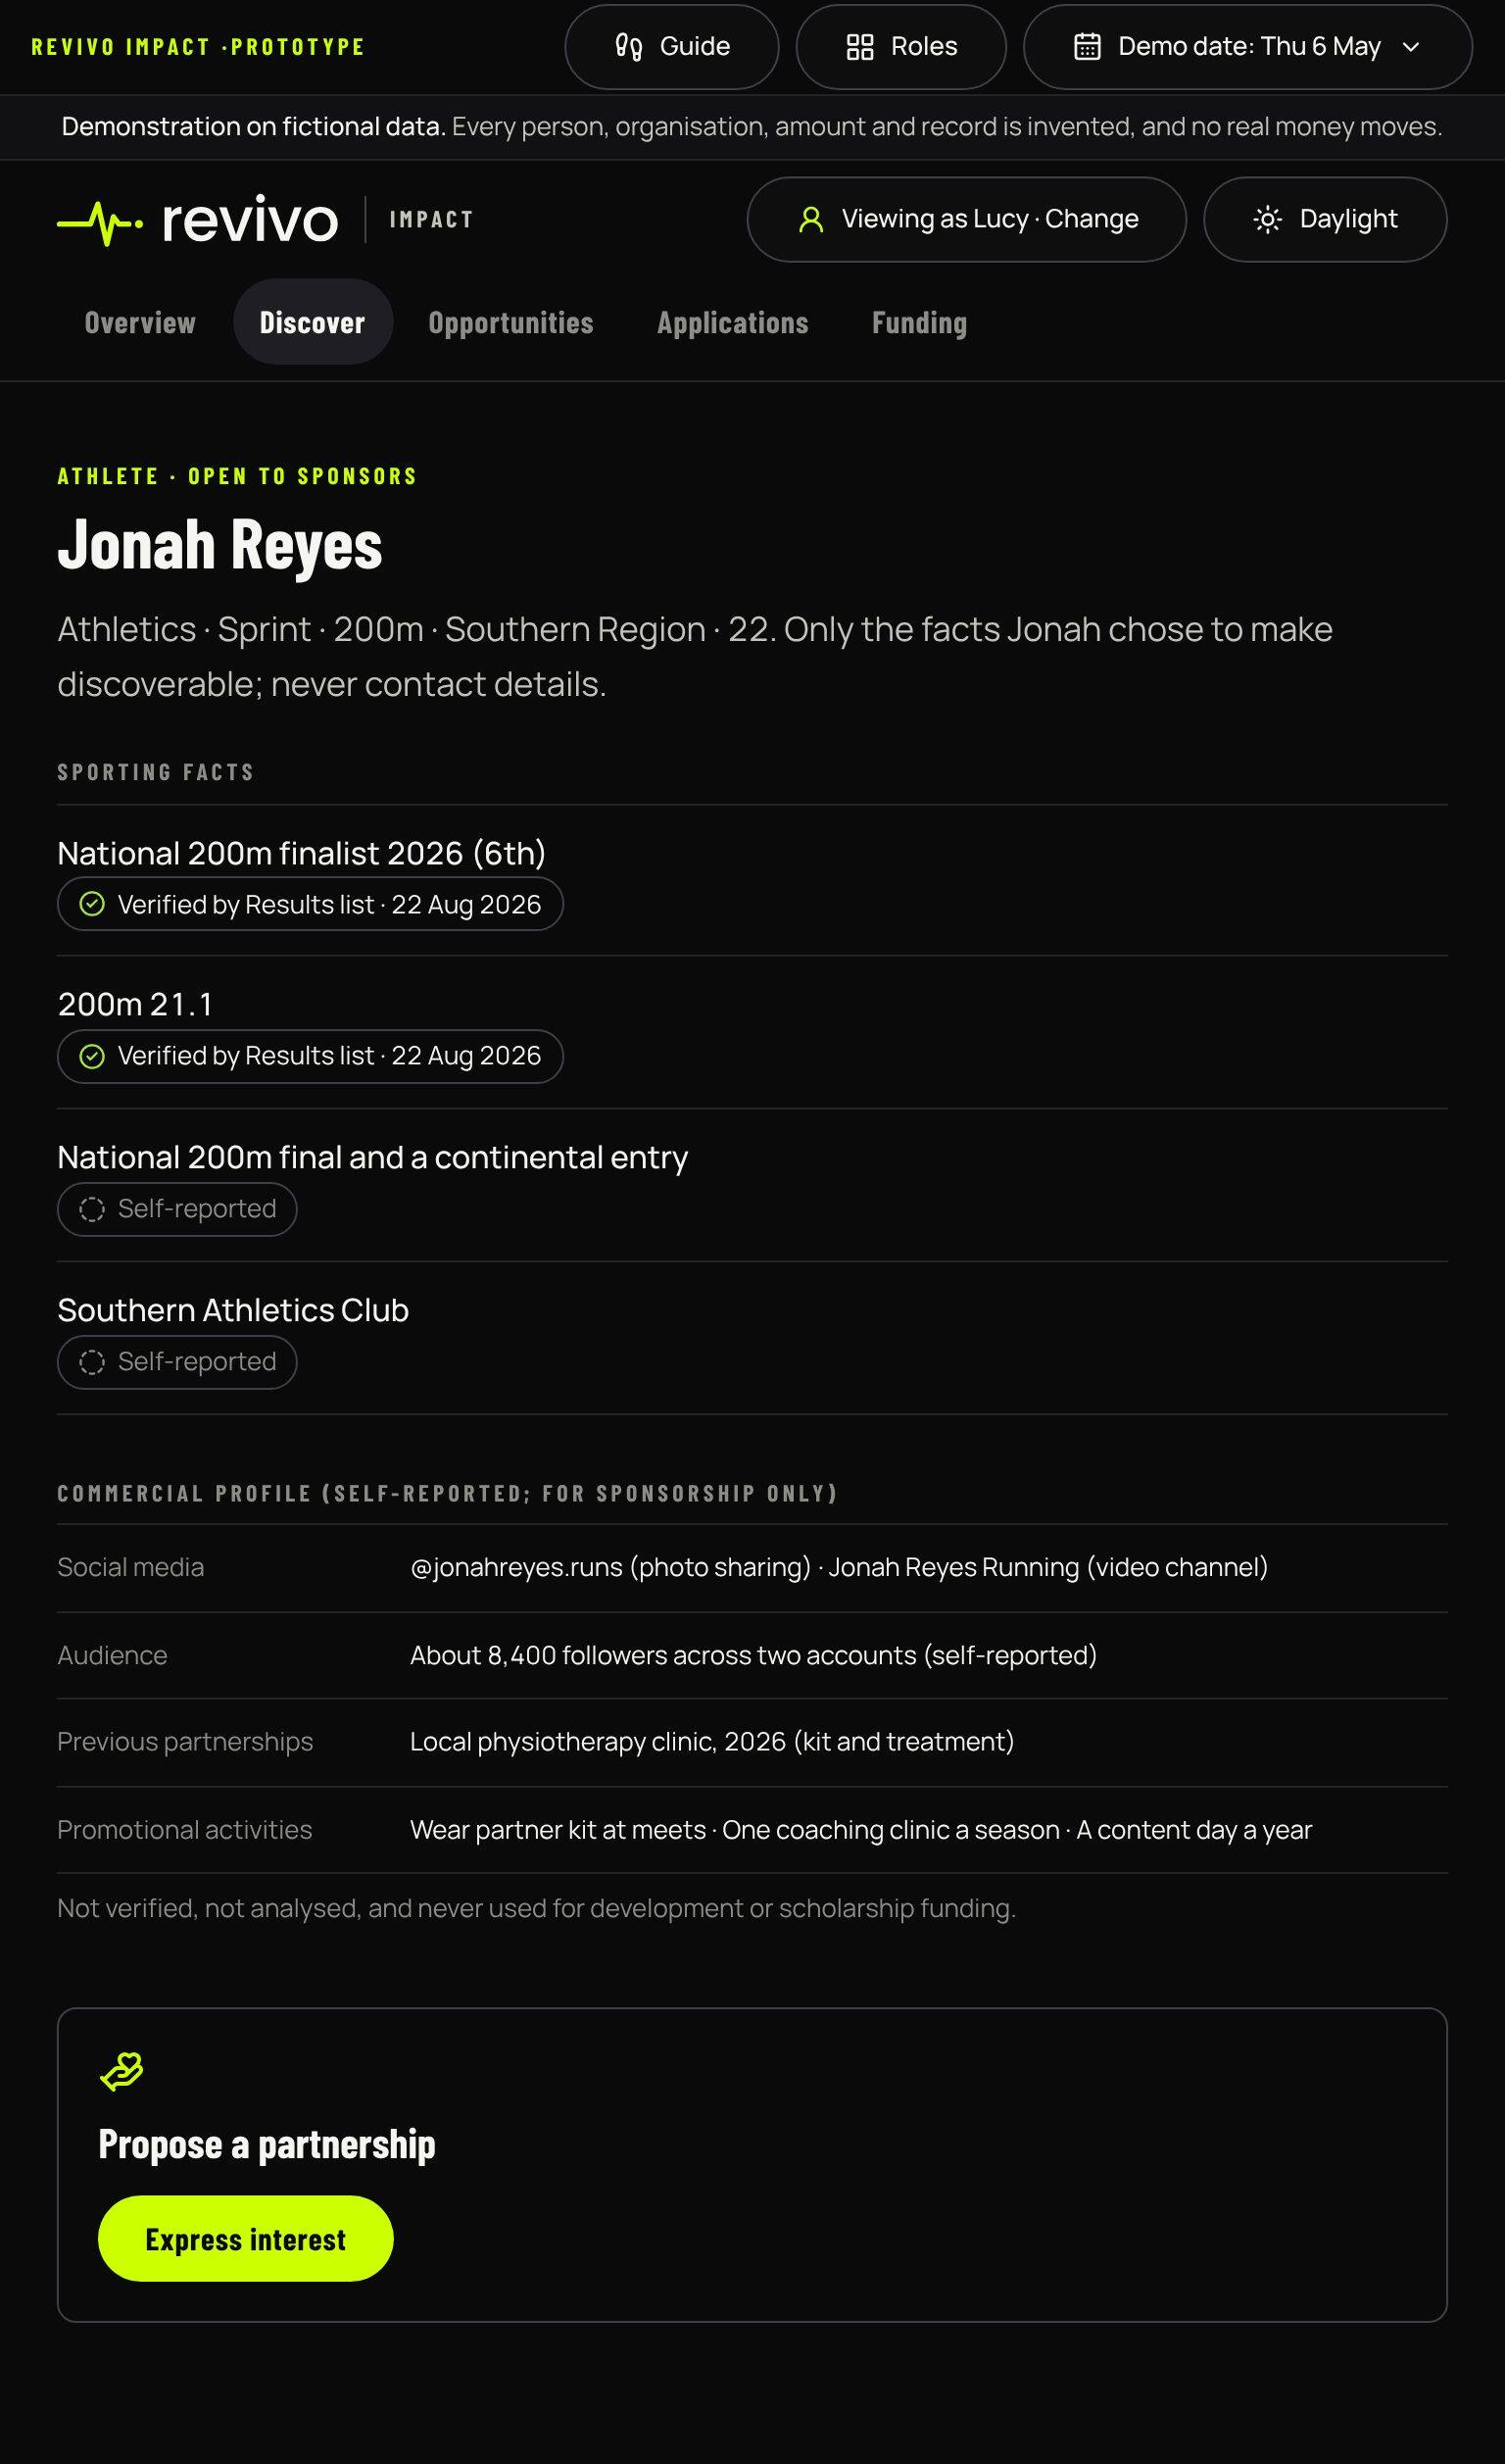 REVIVO IMPACT ·PROTOTYPE
Guide
Roles
Demo date: Thu 6 May
Demonstration on fictional data. Every person, organisation, amount and record is invented, and no real money moves.
revivo
IMPACT
Viewing as Lucy · Change
Daylight
Overview
Discover
Opportunities
Applications
Funding
ATHLETE · OPEN TO SPONSORS
Jonah Reyes
Athletics · Sprint · 200m · Southern Region · 22. Only the facts Jonah chose to make
discoverable; never contact details.
SPORTING FACTS
National 200m finalist 2026 (6th)
Verified by Results list · 22 Aug 2026
200m 21.1
Verified by Results list · 22 Aug 2026
National 200m final and a continental entry
Self-reported
Southern Athletics Club
Self-reported
COMMERCIAL PROFILE (SELF-REPORTED; FOR SPONSORSHIP ONLY)
Social media
@jonahreyes.runs (photo sharing) · Jonah Reyes Running (video channel)
Audience
About 8,400 followers across two accounts (self-reported)
Previous partnerships
Local physiotherapy clinic, 2026 (kit and treatment)
Promotional activities
Wear partner kit at meets · One coaching clinic a season · A content day a year
Not verified, not analysed, and never used for development or scholarship funding.
Propose a partnership
Express interest